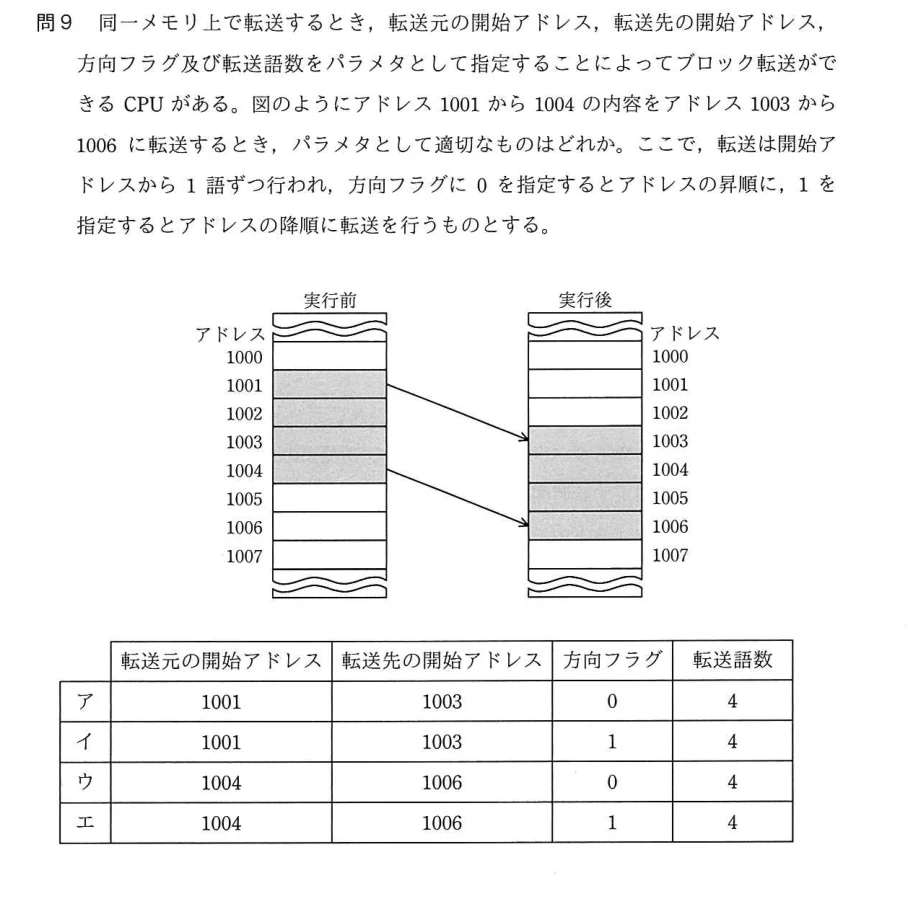 問9 同一メモリ上で転送するとき，転送元の開始アドレス，転送先の開始アドレス，
方向フラグ及び転送語数をパラメタとして指定することによってブロック転送がで
きる CPU がある。図のようにアドレス 1001 から 1004 の内容をアドレス 1003 から
1006 に転送するとき，パラメタとして適切なものはどれか。ここで，転送は開始ア
ドレスから 1 語ずつ行われ，方向フラグに 0 を指定するとアドレスの昇順に，1 を
指定するとアドレスの降順に転送を行うものとする。
実行前 実行後
アドレス アドレス
1000 1000
1001 1001
1002 1002
1003 1003
1004 1004
1005 1005
1006 1006
1007 1007
転送元の開始アドレス 転送先の開始アドレス 方向フラグ 転送語数
ア 1001 1003 0 4
イ 1001 1003 1 4
ウ 1004 1006 0 4
エ 1004 1006 1 4